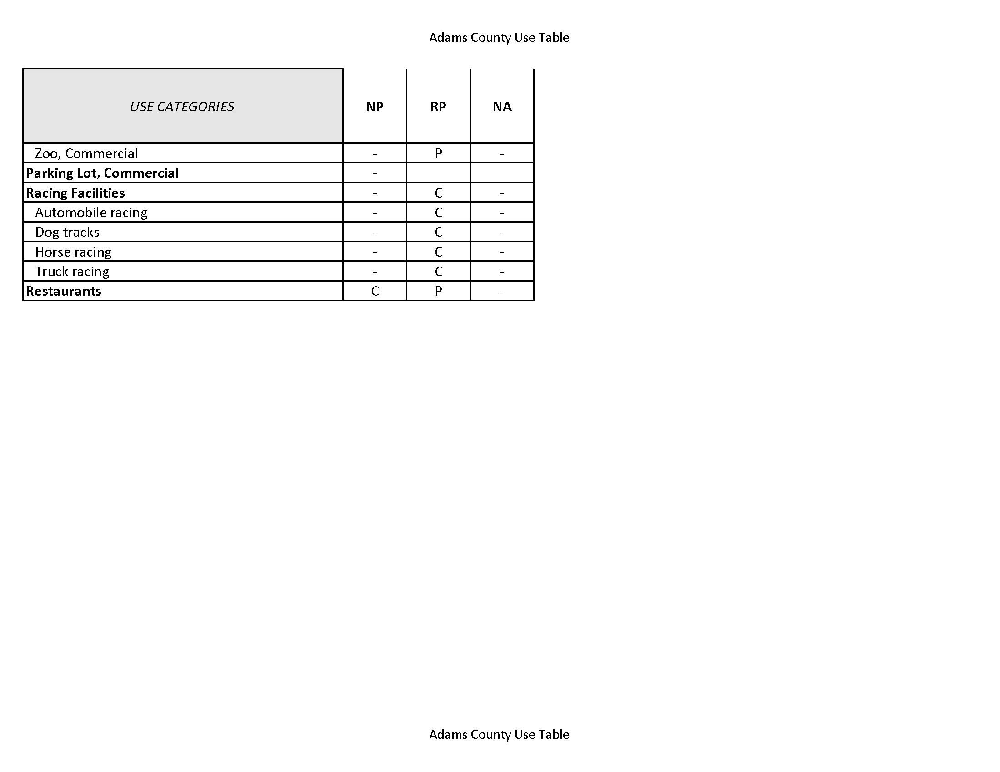 Adams County Use Table
USE CATEGORIES NP RP NA
Zoo, Commercial - P -
Parking Lot, Commercial -
Racing Facilities - C -
Automobile racing - C -
Dog tracks - C -
Horse racing - C -
Truck racing - C -
Restaurants C P -
Adams County Use Table